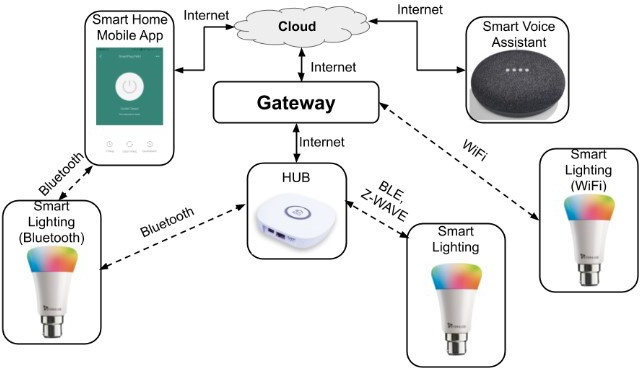 Smart Home
Mobile App
Internet
Cloud
Internet
Smart Voice
Assistant
Internet
Gateway
Internet
WiFi
Bluetooth
HUB
BLE,
Z-WAVE
Smart
Lighting
(WiFi)
Smart
Lighting
(Bluetooth)
Bluetooth
Smart
Lighting